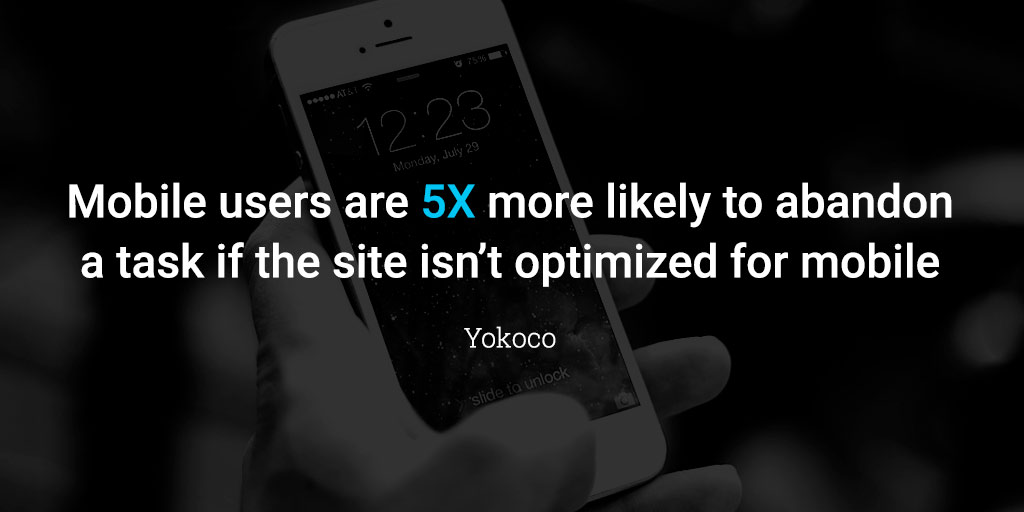 AT&T 75%
12:23
Monday, July 29
Mobile users are 5X more likely to abandon
a task if the site isn’t optimized for mobile
Yokoco
slide to unlock